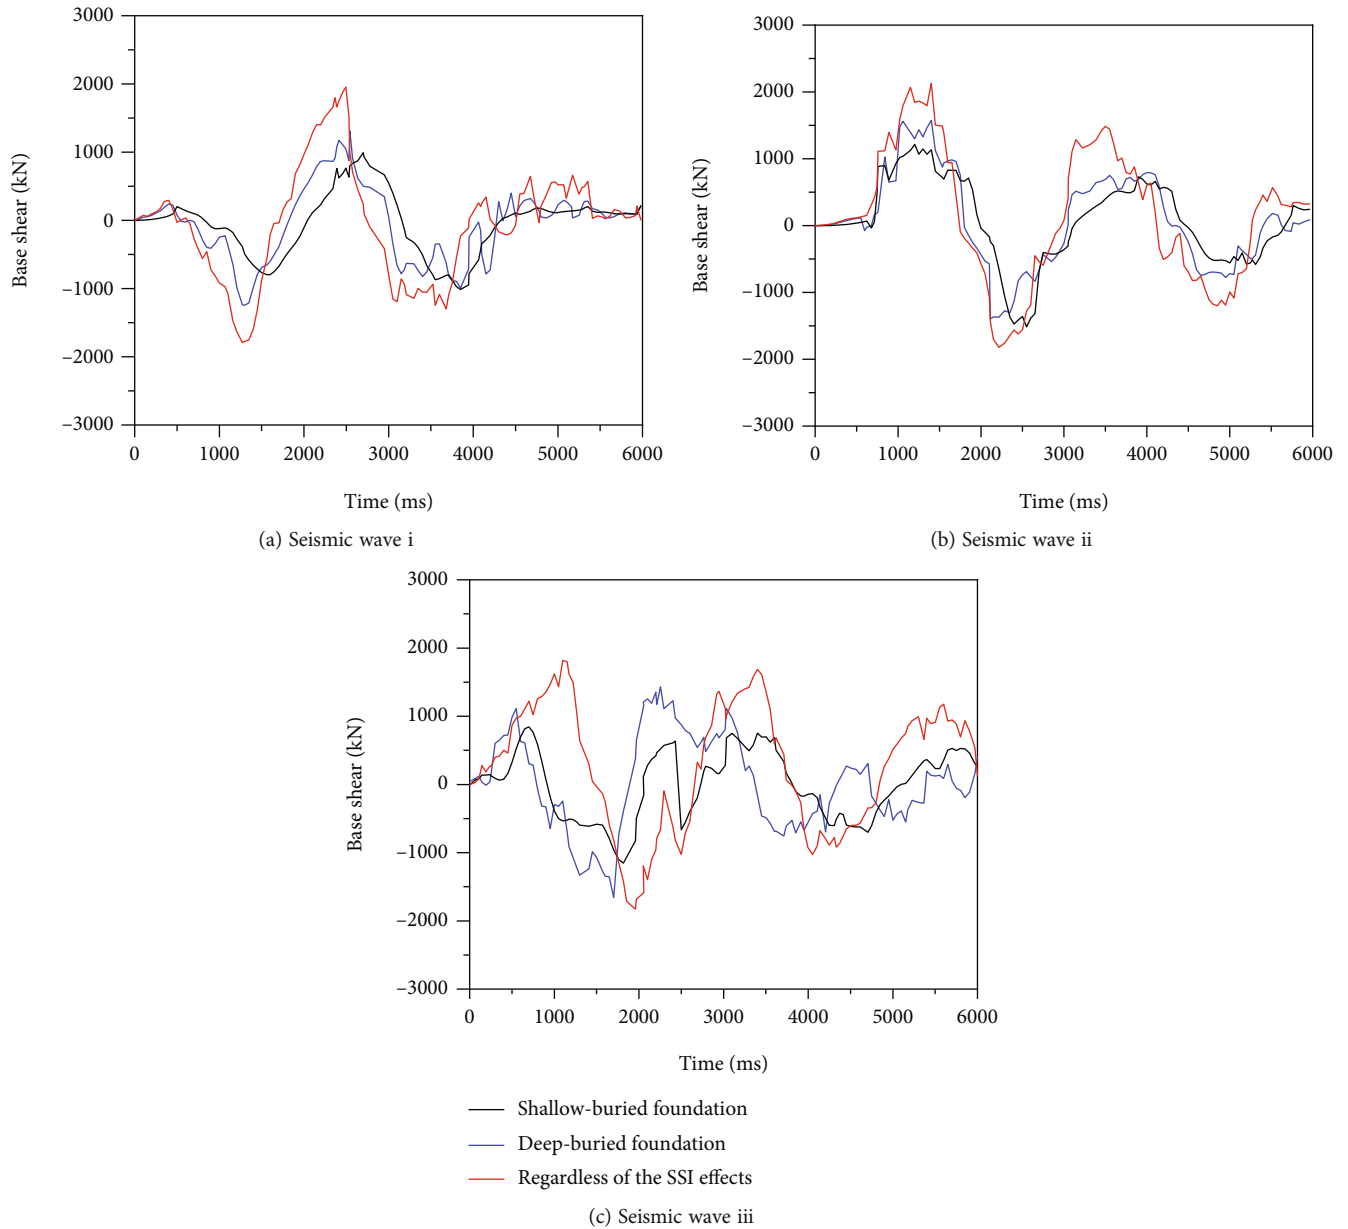 3000
2000
1000
0
−1000
−2000
−3000
Base shear (kN)
0 1000 2000 3000 4000 5000 6000
Time (ms)
(a) Seismic wave i
3000
2000
1000
0
−1000
−2000
−3000
Base shear (kN)
0 1000 2000 3000 4000 5000 6000
Time (ms)
(b) Seismic wave ii
3000
2000
1000
0
−1000
−2000
−3000
Base shear (kN)
0 1000 2000 3000 4000 5000 6000
Time (ms)
Shallow-buried foundation
Deep-buried foundation
Regardless of the SSI effects
(c) Seismic wave iii